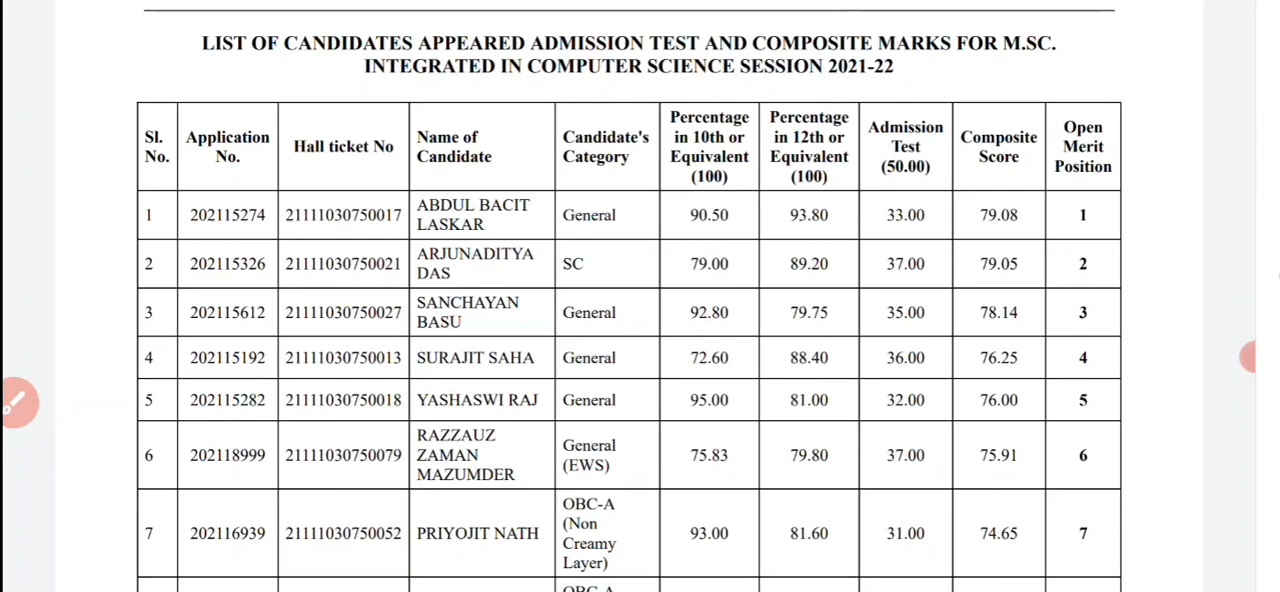 LIST OF CANDIDATES APPEARED ADMISSION TEST AND COMPOSITE MARKS FOR M.SC.
INTEGRATED IN COMPUTER SCIENCE SESSION 2021-22
Sl. No. Application No. Hall ticket No Name of Candidate Candidate's Category Percentage in 10th or Equivalent (100) Percentage in 12th or Equivalent (100) Admission Test (50.00) Composite Score Open Merit Position
1 202115274 21111030750017 ABDUL BACIT LASKAR General 90.50 93.80 33.00 79.08 1
2 202115326 21111030750021 ARJUNADITYA DAS SC 79.00 89.20 37.00 79.05 2
3 202115612 21111030750027 SANCHAYAN BASU General 92.80 79.75 35.00 78.14 3
4 202115192 21111030750013 SURAJIT SAHA General 72.60 88.40 36.00 76.25 4
5 202115282 21111030750018 YASHASWI RAJ General 95.00 81.00 32.00 76.00 5
6 202118999 21111030750079 RAZZAUZ ZAMAN MAZUMDER General (EWS) 75.83 79.80 37.00 75.91 6
7 202116939 21111030750052 PRIYOJIT NATH OBC-A (Non Creamy Layer) 93.00 81.60 31.00 74.65 7